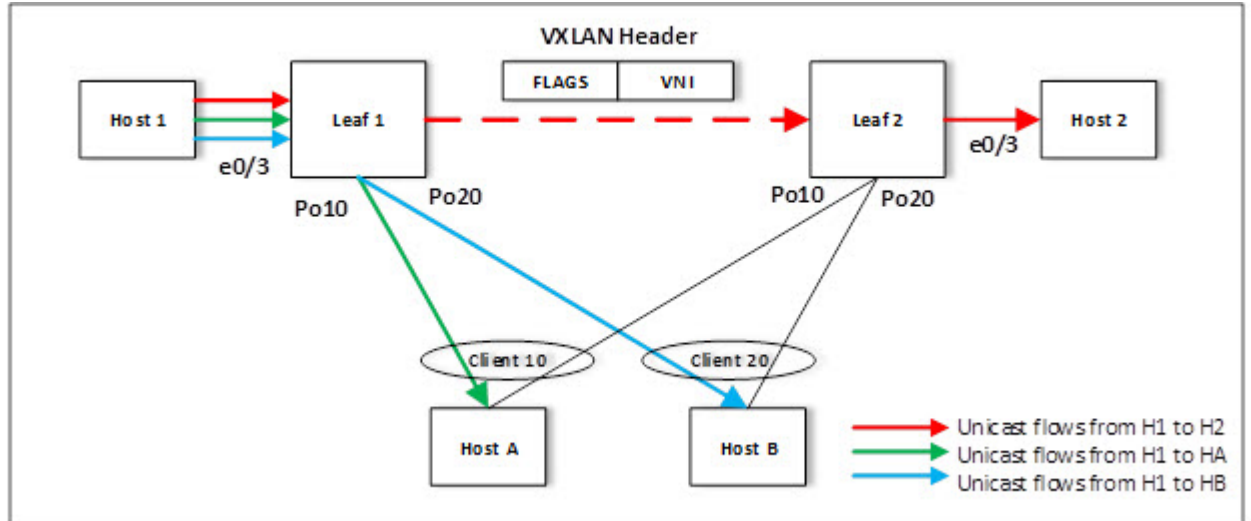 VXLAN Header
FLAGS VNI
Host 1 Leaf 1 Leaf 2 Host 2
e0/3 e0/3
Po10 Po20 Po10 Po20
Client 10 Client 20
Host A Host B
Unicast flows from H1 to H2
Unicast flows from H1 to HA
Unicast flows from H1 to HB